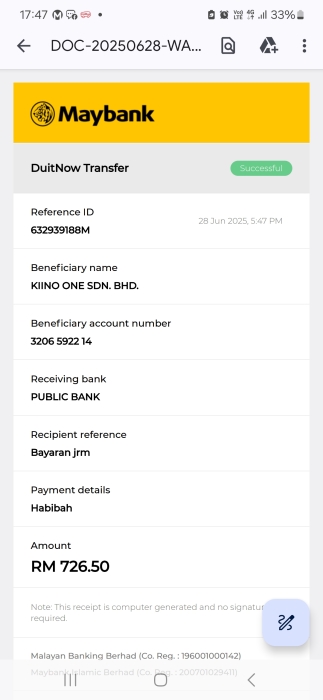 17:47
33%
DOC-20250628-WA...
Maybank
DuitNow Transfer
Successful
Reference ID
632939188M
28 Jun 2025, 5:47 PM
Beneficiary name
KIINO ONE SDN. BHD.
Beneficiary account number
3206 5922 14
Receiving bank
PUBLIC BANK
Recipient reference
Bayaran jrm
Payment details
Habibah
Amount
RM 726.50
Note: This receipt is computer generated and no signatur
required.
Malayan Banking Berhad (Co. Reg. : 196001000142)
Maybank Islamic Berhad (Co. Reg. : 200701029411)